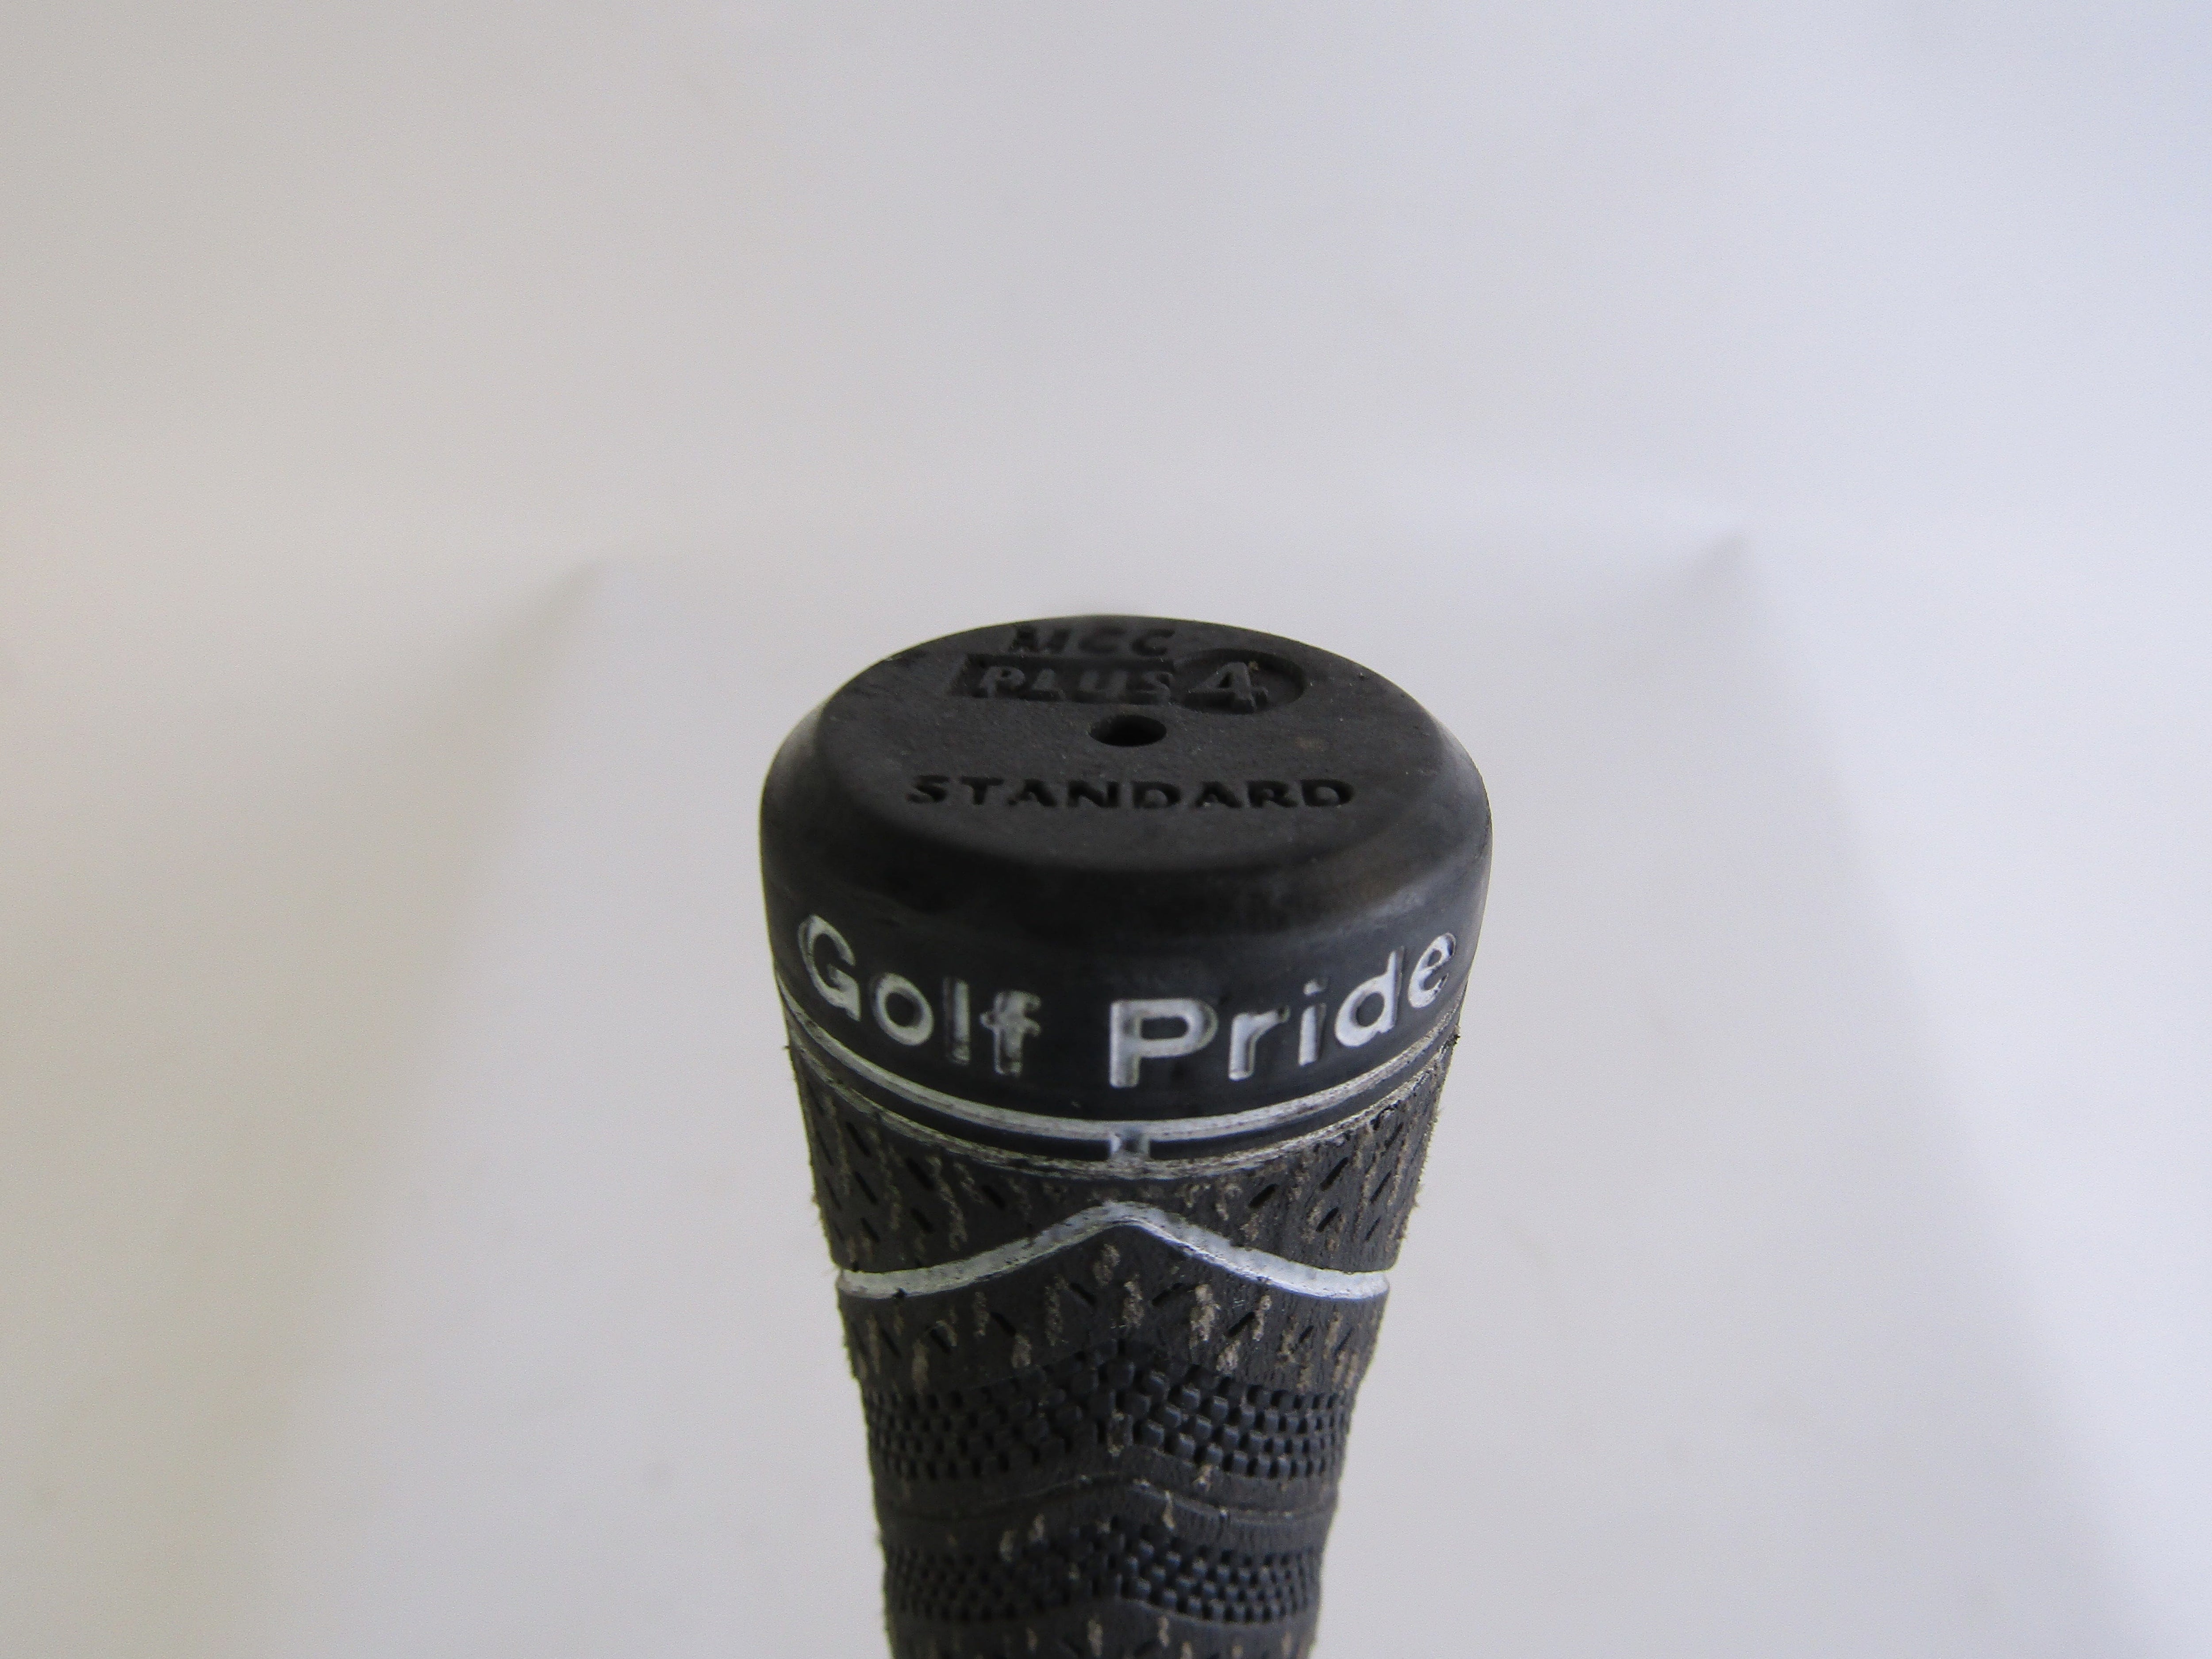 MCC
PLUS4
STANDARD
Golf Pride